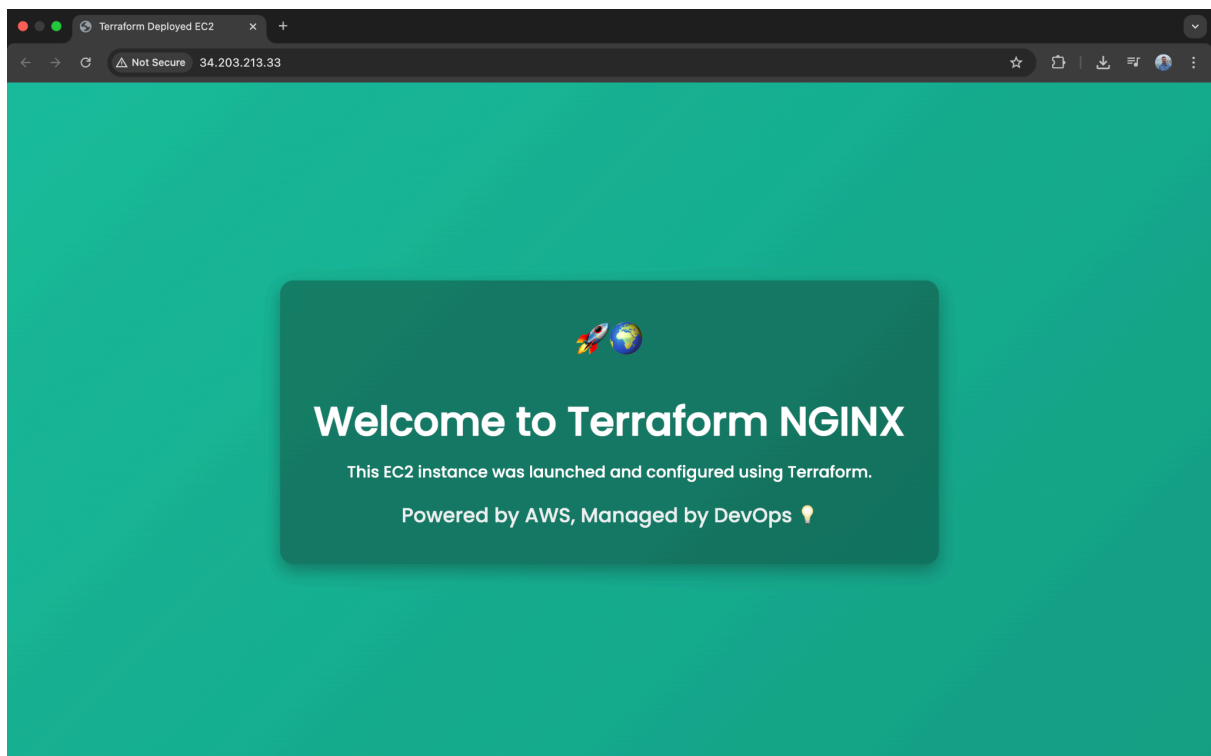 Terraform Deployed EC2
Not Secure 34.203.213.33
🚀🌍
Welcome to Terraform NGINX
This EC2 instance was launched and configured using Terraform.
Powered by AWS, Managed by DevOps 💡